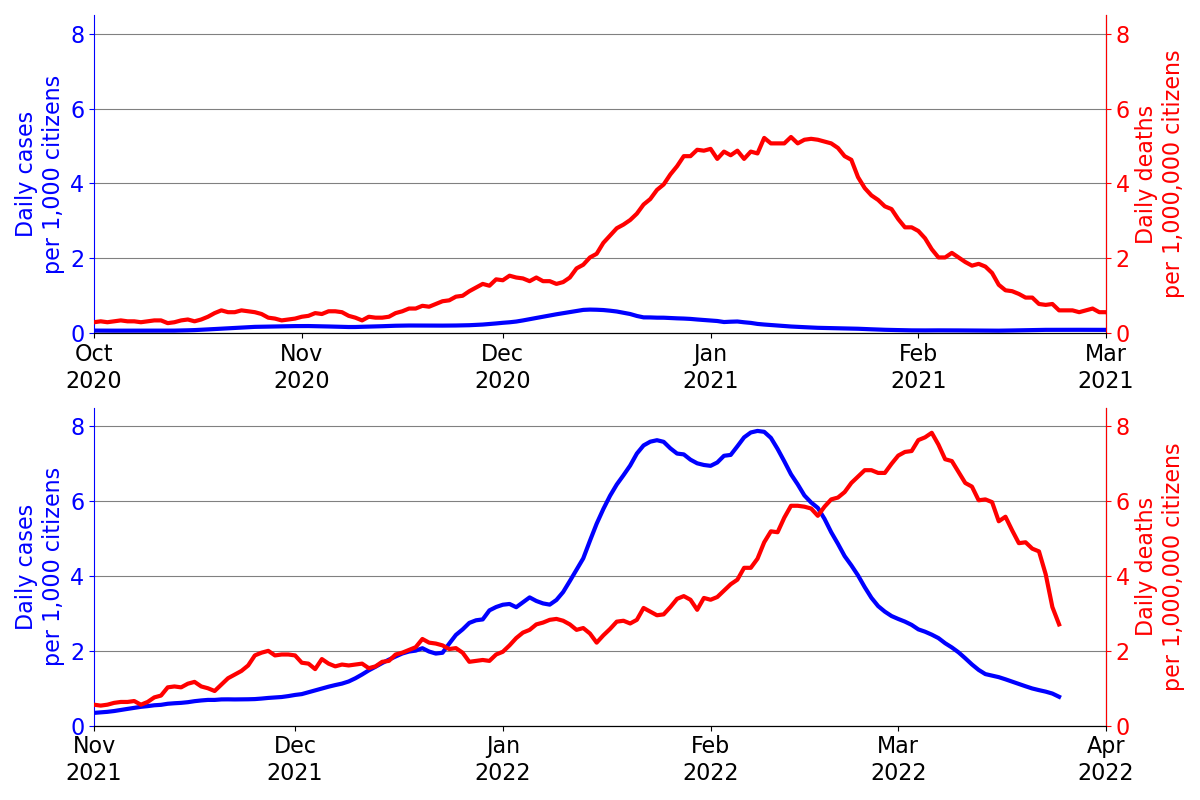 8
6
4
2
0
Daily cases
per 1,000 citizens
8
6
4
2
0
Daily deaths
per 1,000,000 citizens
Oct
2020
Nov
2020
Dec
2020
Jan
2021
Feb
2021
Mar
2021
8
6
4
2
0
Daily cases
per 1,000 citizens
8
6
4
2
0
Daily deaths
per 1,000,000 citizens
Nov
2021
Dec
2021
Jan
2022
Feb
2022
Mar
2022
Apr
2022